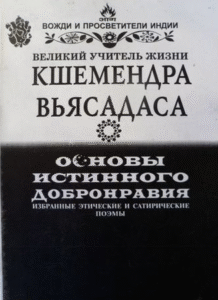 ВОЖДИ И ПРОСВЕТИТЕЛИ ИНДИИ
ВЕЛИКИЙ УЧИТЕЛЬ ЖИЗНИ
КШЕМЕНДРА
ВЬЯСАДАСА
ОСНОВЫ
ИСТИННОГО
ДОБРОНРАВИЯ
ИЗБРАННЫЕ ЭТИЧЕСКИЕ И САТИРИЧЕСКИЕ
ПОЭМЫ